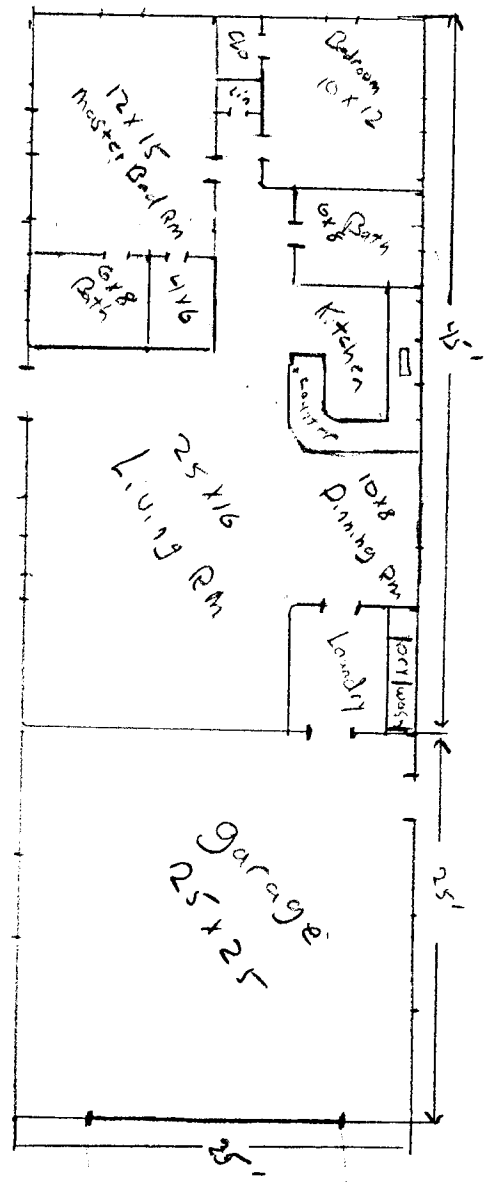 Clo
Bedroom
10 x 12
Lin
12 x 15
Master Bed Rm
6x8
Bath
6x8
Bath
4x6
Kitchen
counter
45'
25 x 16
Living Rm
10x8
Dinning Rm
Laundry
garage
25' x 25
25'
25'